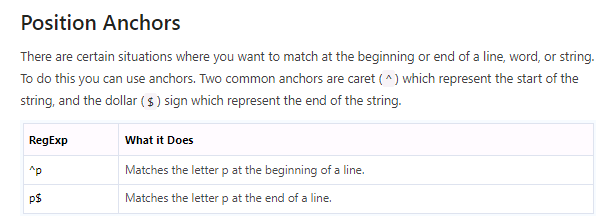 Position Anchors
There are certain situations where you want to match at the beginning or end of a line, word, or string.
To do this you can use anchors. Two common anchors are caret (^) which represent the start of the
string, and the dollar ($) sign which represent the end of the string.
RegExp What it Does
^p Matches the letter p at the beginning of a line.
p$ Matches the letter p at the end of a line.